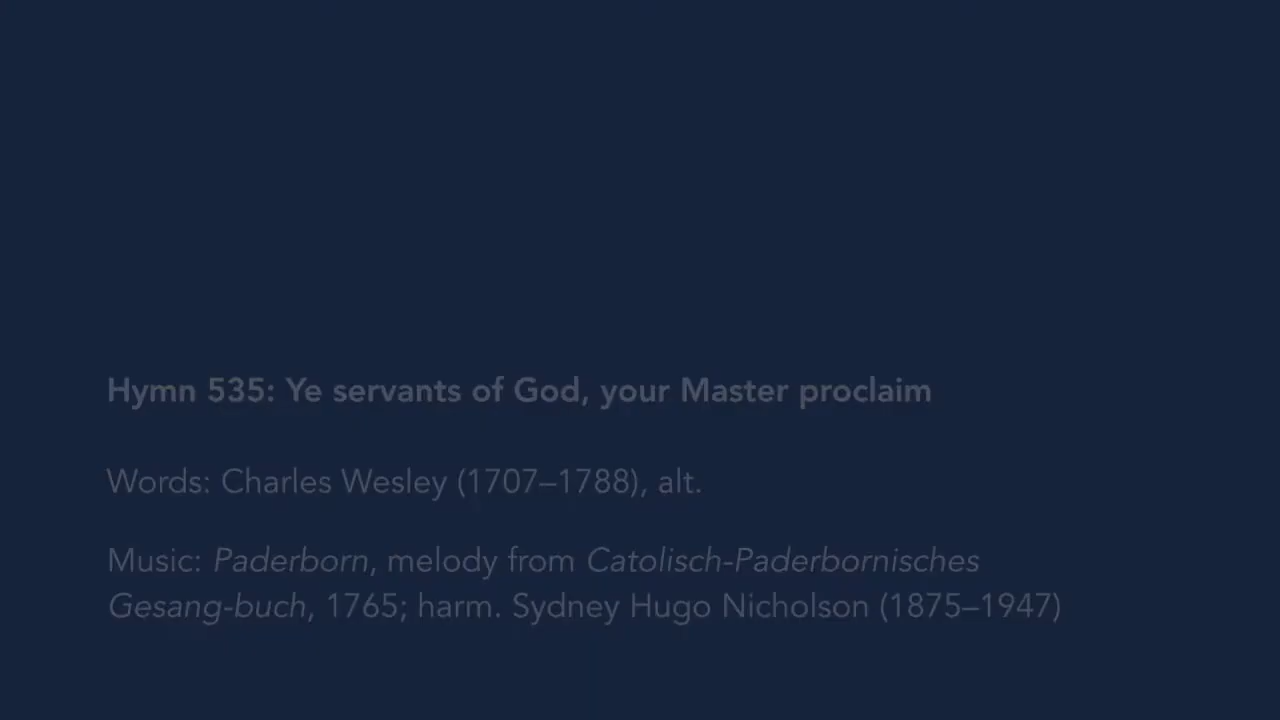 Hymn 535: Ye servants of God, your Master proclaim
Words: Charles Wesley (1707–1788), alt.
Music: Paderborn, melody from Catolisch-Paderbornisches
Gesang-buch, 1765; harm. Sydney Hugo Nicholson (1875–1947)